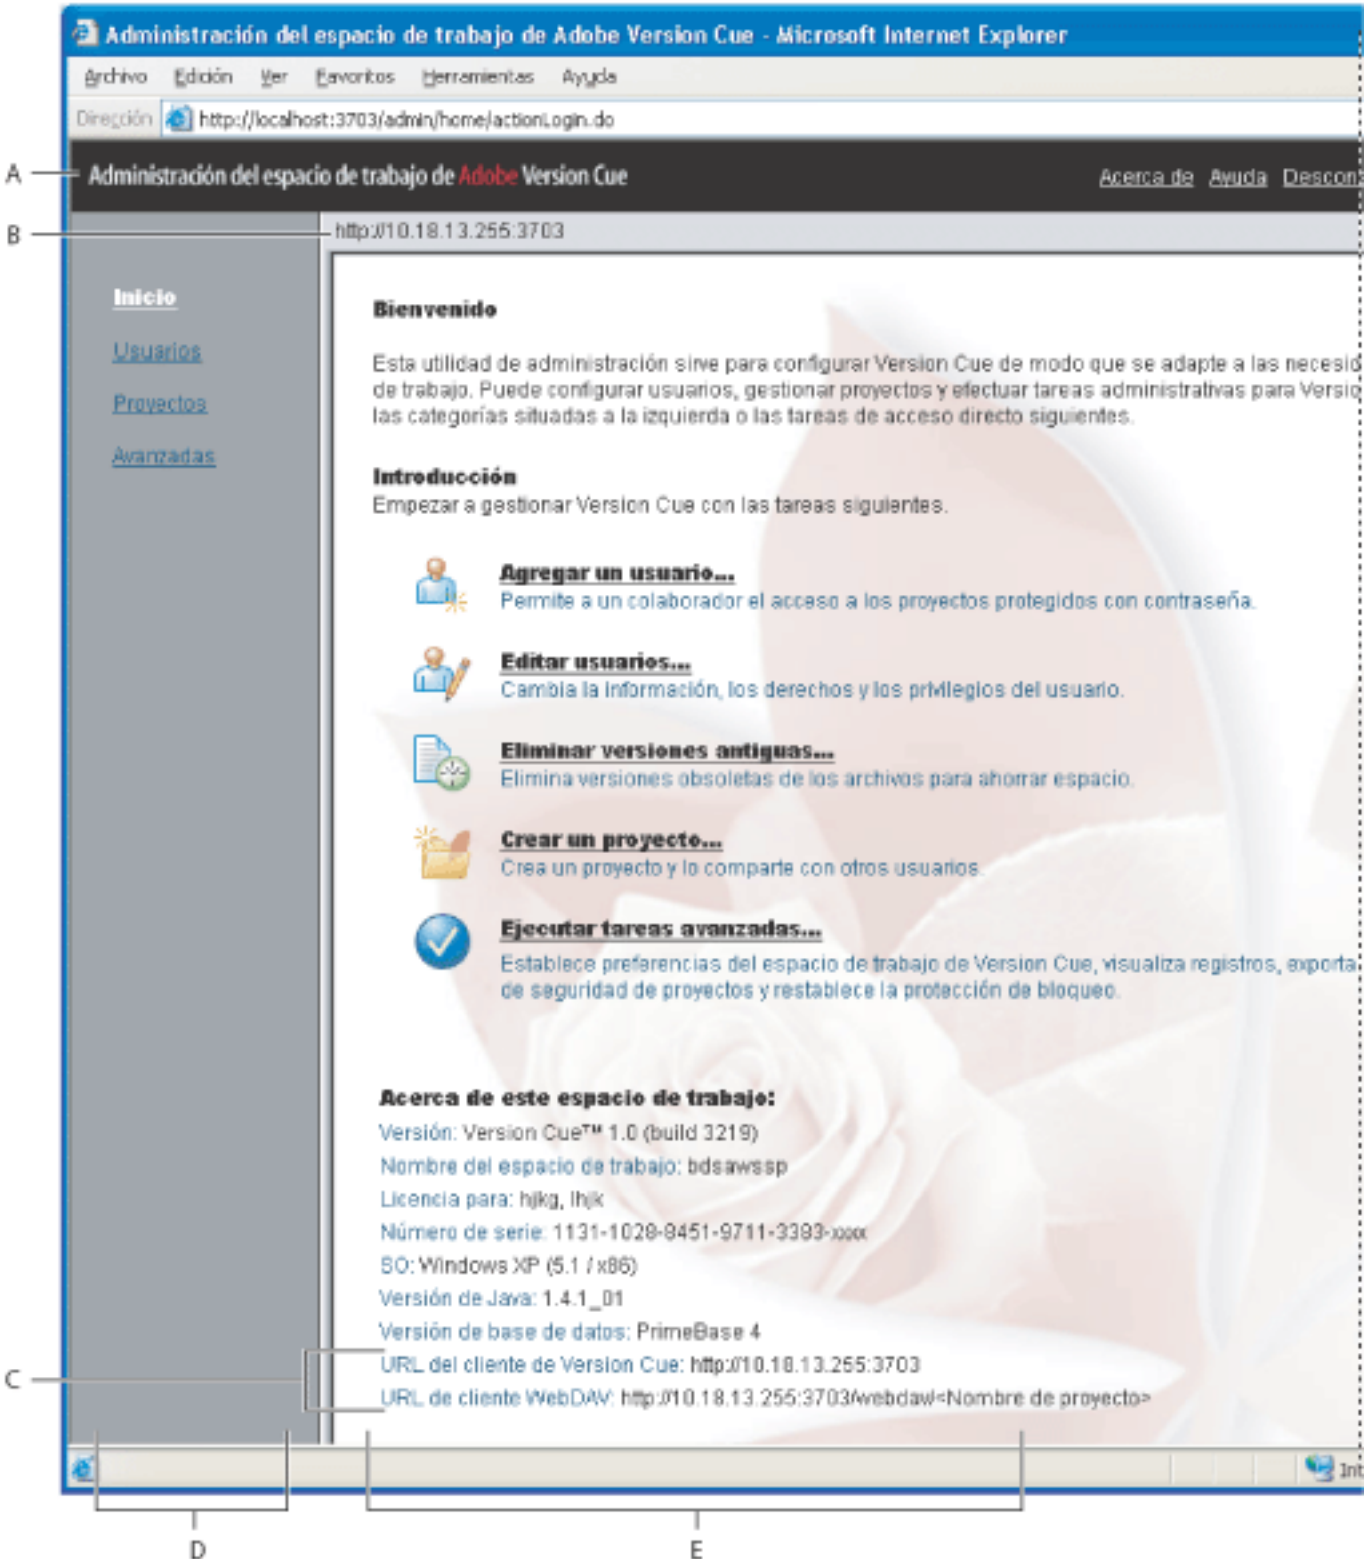 Administración del espacio de trabajo de Adobe Version Cue - Microsoft Internet Explorer
Archivo Edición Ver Favoritos Herramientas Ayuda
Dirección http://localhost:3703/admin/home/actionLogin.do
A
Administración del espacio de trabajo de Adobe Version Cue
Acerca de Ayuda
B
http://10.18.13.255:3703
Inicio
Usuarios
Proyectos
Avanzadas
Bienvenido
Esta utilidad de administración sirve para configurar Version Cue de modo que se adapte a las
de trabajo. Puede configurar usuarios, gestionar proyectos y efectuar tareas administrativas para
las categorías situadas a la izquierda o las tareas de acceso directo siguientes.
Introducción
Empezar a gestionar Version Cue con las tareas siguientes.
Agregar un usuario...
Permite a un colaborador el acceso a los proyectos protegidos con contraseña.
Editar usuarios...
Cambia la información, los derechos y los privilegios del usuario.
Eliminar versiones antiguas...
Elimina versiones obsoletas de los archivos para ahorrar espacio.
Crear un proyecto...
Crea un proyecto y lo comparte con otros usuarios.
Ejecutar tareas avanzadas...
Establece preferencias del espacio de trabajo de Version Cue, visualiza registros, exporta
de seguridad de proyectos y restablece la protección de bloqueo.
Acerca de este espacio de trabajo:
Versión: Version Cue™ 1.0 (build 3219)
Nombre del espacio de trabajo: bdsawssp
Licencia para: hjkg, lhjk
Número de serie: 1131-1028-8451-9711-3383-xxxx
SO: Windows XP (5.1 / x86)
Versión de Java: 1.4.1_01
Versión de base de datos: PrimeBase 4
C
URL del cliente de Version Cue: http://10.18.13.255:3703
URL de cliente WebDAV: http://10.18.13.255:3703/webdav/<Nombre de proyecto>
D
E